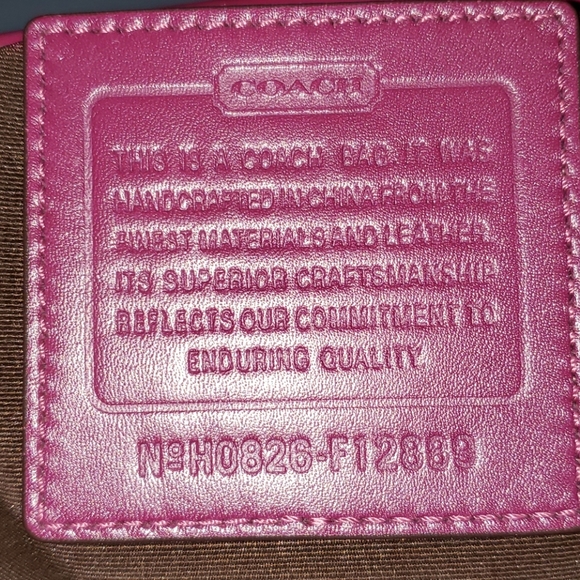 COACH
THIS IS A COACH BAG. IT WAS
HANDCRAFTED IN CHINA FROM THE
FINEST MATERIALS AND LEATHER.
ITS SUPERIOR CRAFTSMANSHIP
REFLECTS OUR COMMITMENT TO
ENDURING QUALITY
NºH0826-F12889